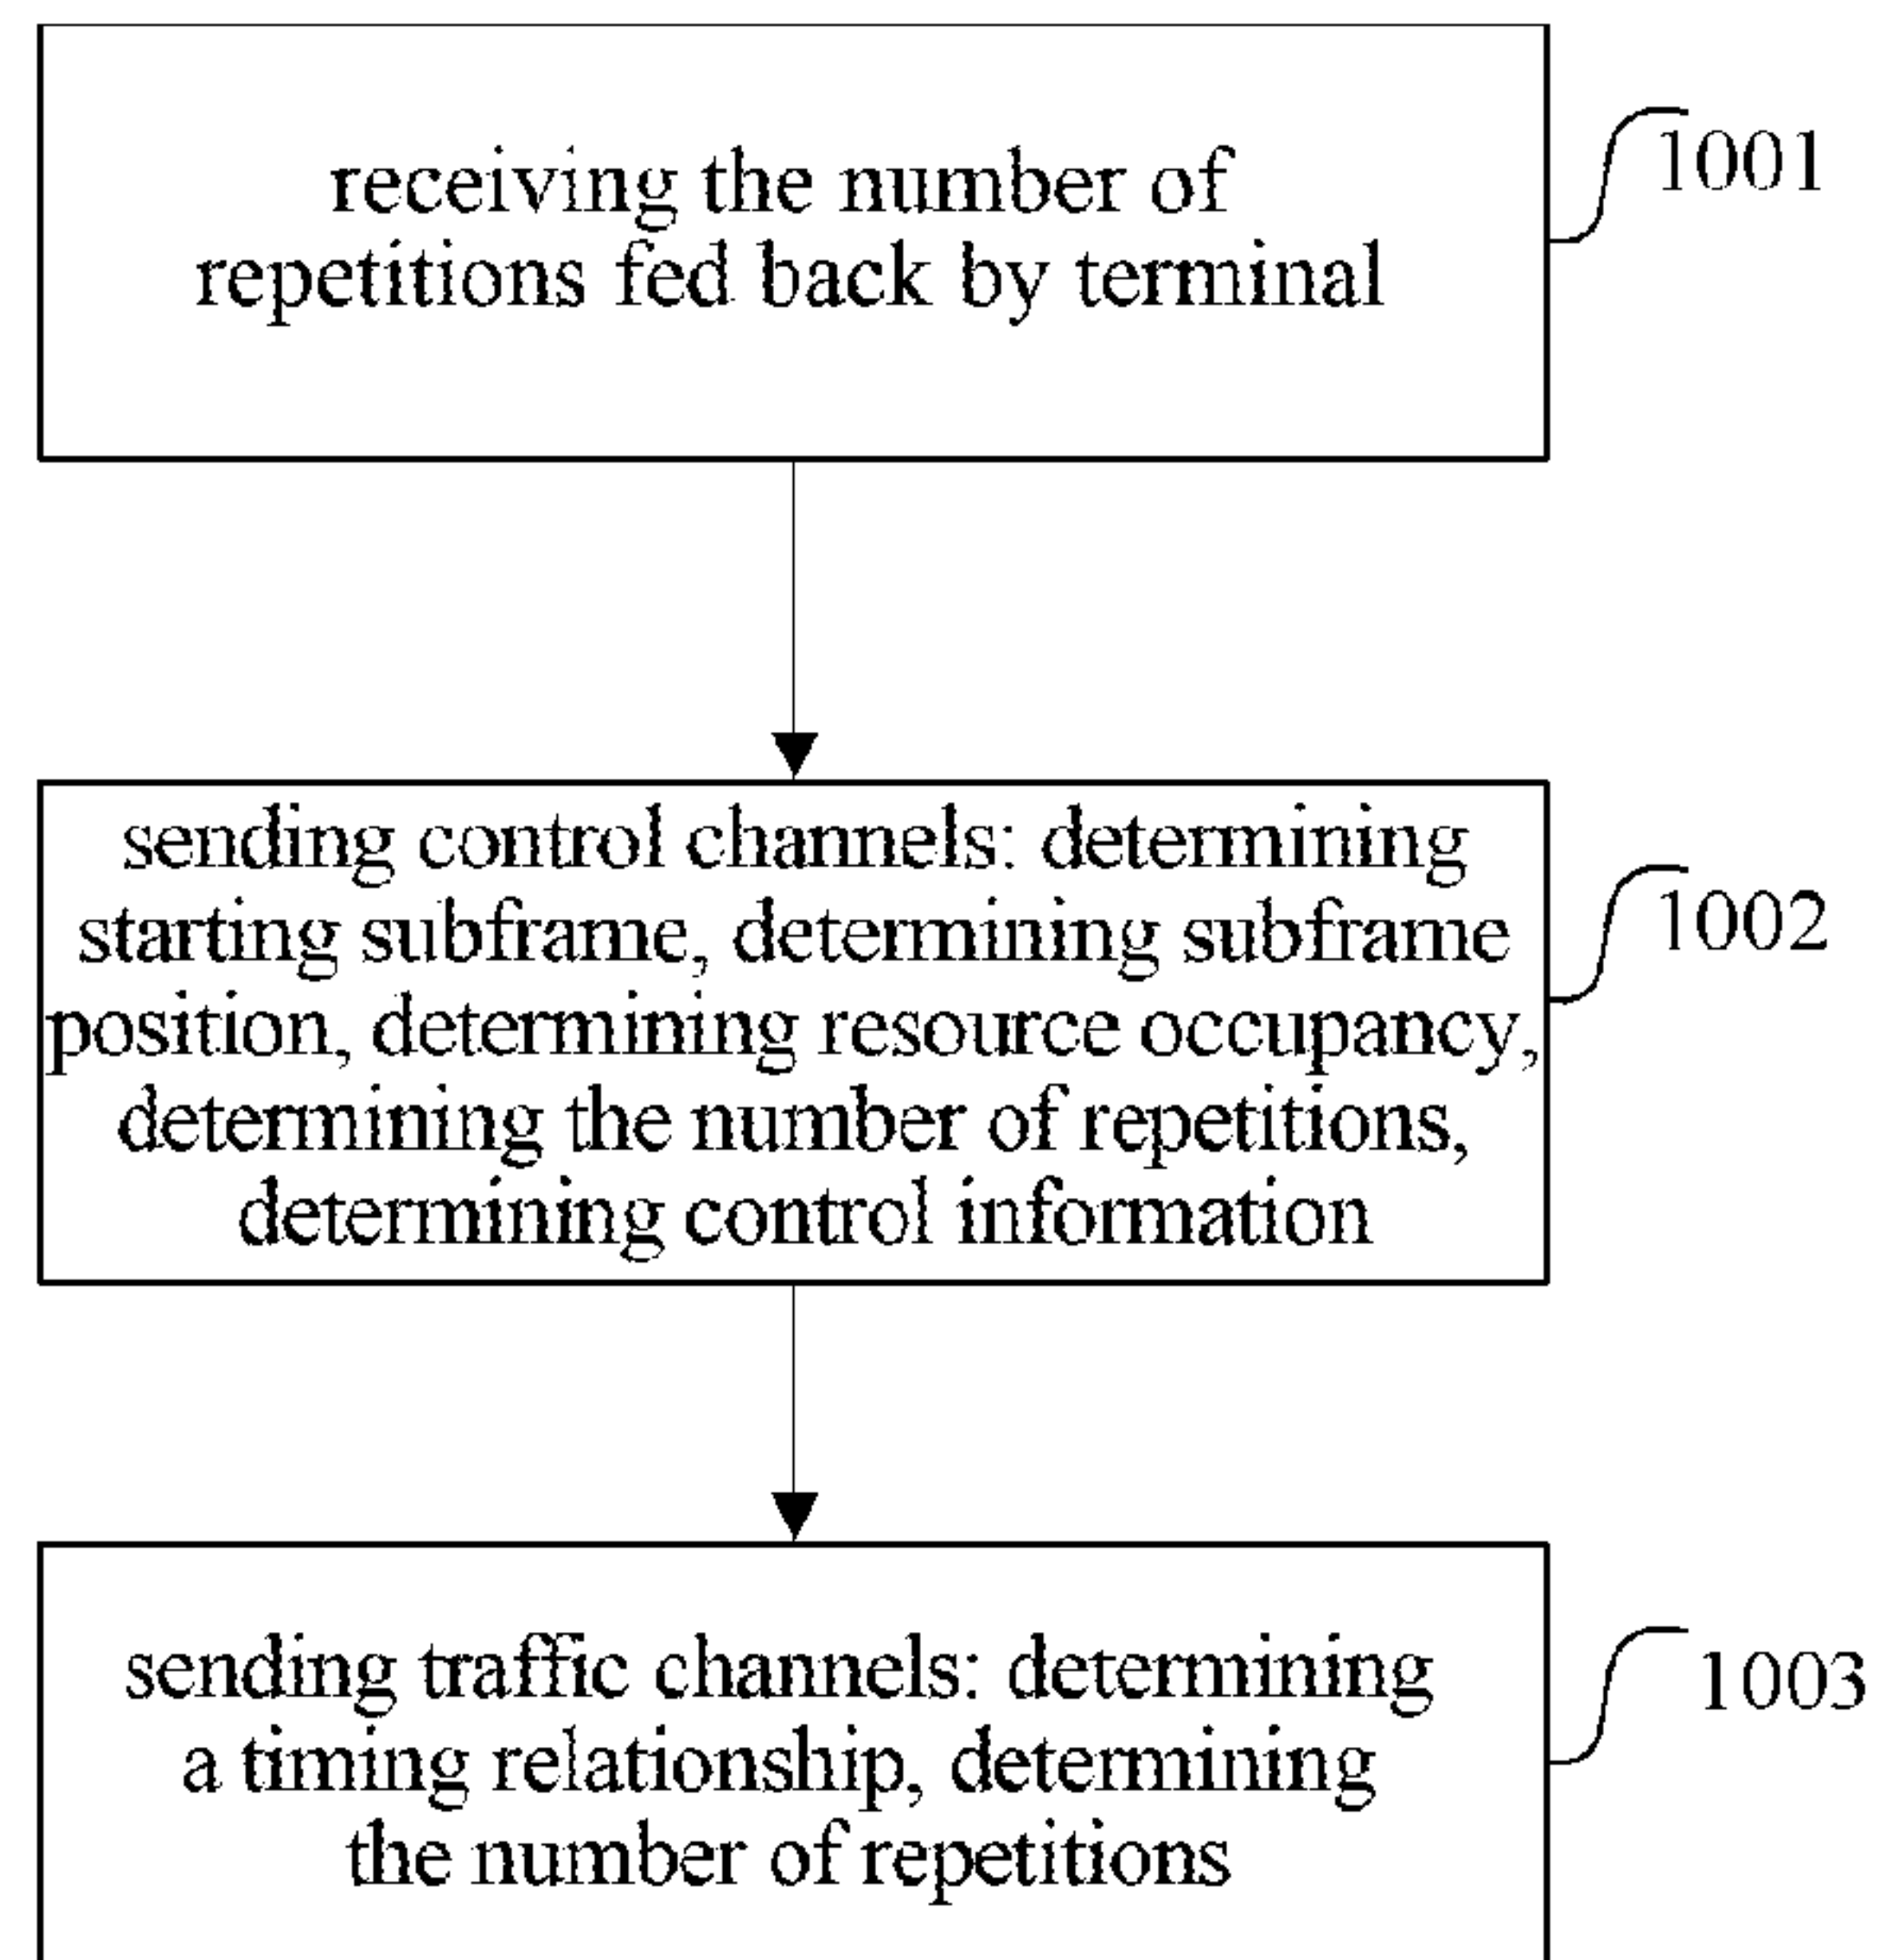 receiving the number of
repetitions fed back by terminal
1001
sending control channels: determining
starting subframe, determining subframe
position, determining resource occupancy,
determining the number of repetitions,
determining control information
1002
sending traffic channels: determining
a timing relationship, determining
the number of repetitions
1003